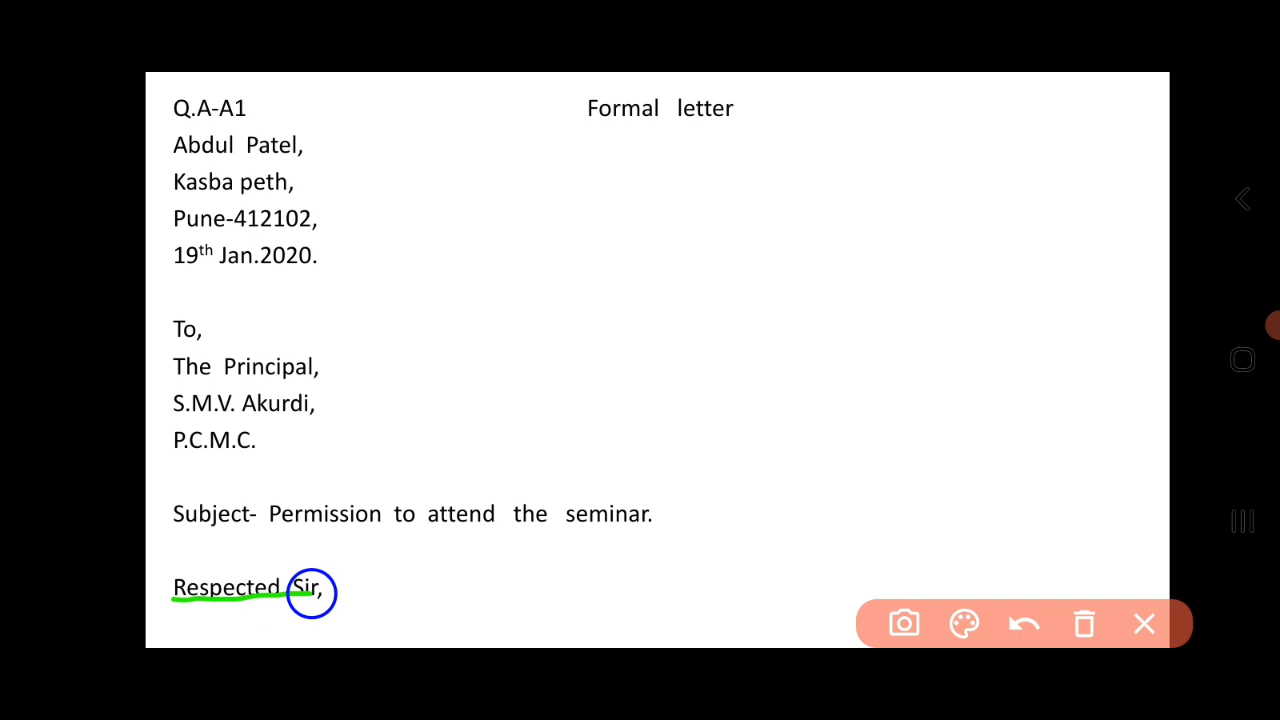 Q.A-A1 Formal letter
Abdul Patel,
Kasba peth,
Pune-412102,
19th Jan.2020.
To,
The Principal,
S.M.V. Akurdi,
P.C.M.C.
Subject- Permission to attend the seminar.
Respected Sir,